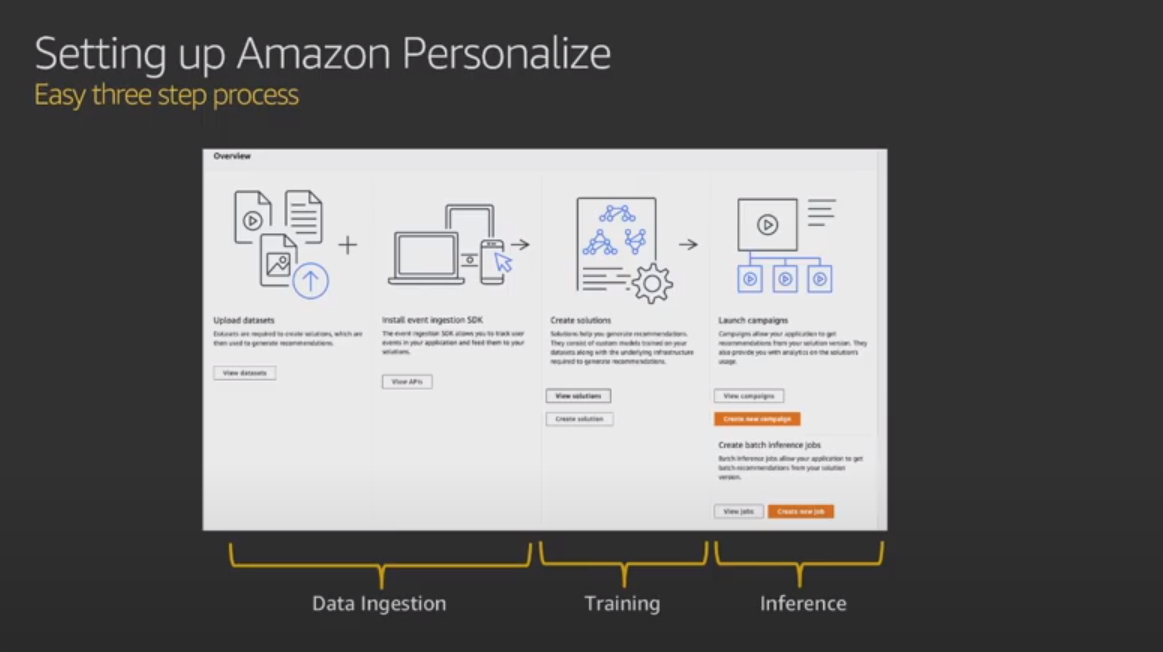 Setting up Amazon Personalize
Easy three step process
Overview
Upload datasets
Datasets are required to create solutions, which are
then used to generate recommendations.
View datasets
Install event ingestion SDK
The event ingestion SDK allows you to track user
events in your application and feed them to your
solutions.
View APIs
Create solutions
Solutions help you generate recommendations.
They consist of custom models trained on your
datasets along with the underlying infrastructure
required to generate recommendations.
View solutions
Create solution
Launch campaigns
Campaigns allow your application to get
recommendations from your solution version. They
also provide you with analytics on the solution's
usage.
View campaigns
Create new campaign
Create batch inference jobs
Batch inference jobs allow your application to get
batch-recommendations from your solution
version.
View jobs
Create new job
Data Ingestion
Training
Inference